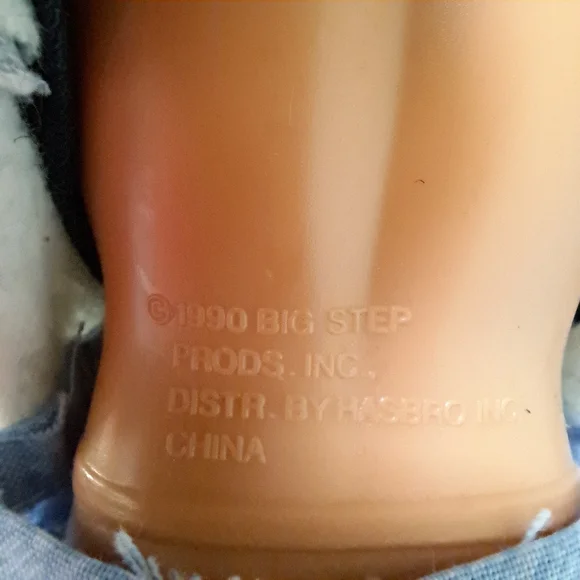 ©1990 BIG STEP
PRODS. INC.,
DISTR. BY HASBRO INC.
CHINA